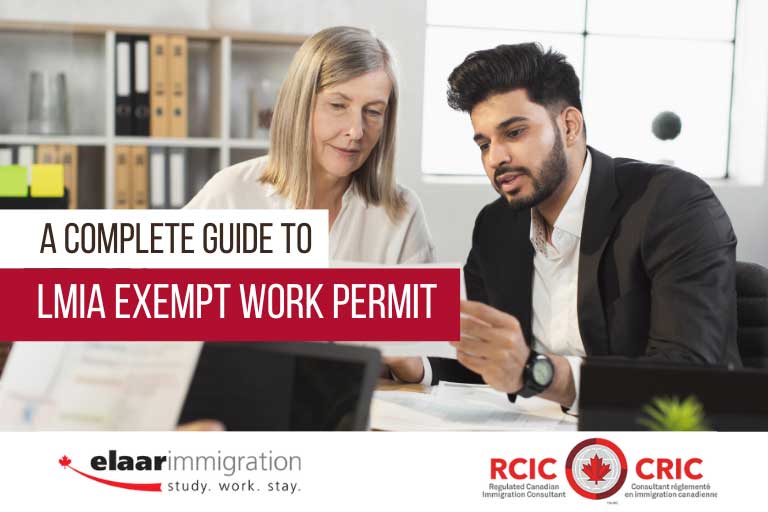 A COMPLETE GUIDE TO
LMIA EXEMPT WORK PERMIT
elaarimmigration
study. work. stay.
RCIC
Regulated Canadian
Immigration Consultant
CRIC
Consultant réglementé
en immigration canadienne